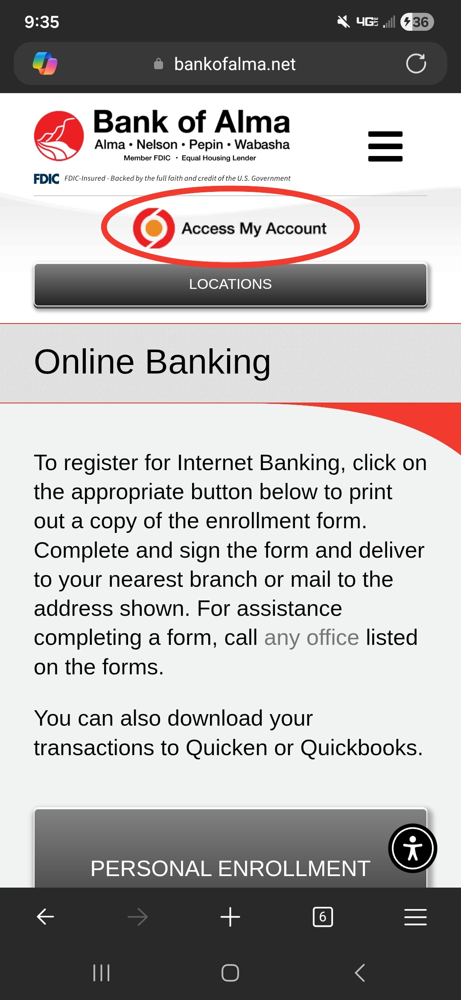 9:35
4G LTE
36
bankofalma.net
Bank of Alma
Alma • Nelson • Pepin • Wabasha
Member FDIC • Equal Housing Lender
FDIC FDIC-Insured - Backed by the full faith and credit of the U.S. Government
Access My Account
LOCATIONS
Online Banking
To register for Internet Banking, click on
the appropriate button below to print
out a copy of the enrollment form.
Complete and sign the form and deliver
to your nearest branch or mail to the
address shown. For assistance
completing a form, call any office listed
on the forms.
You can also download your
transactions to Quicken or Quickbooks.
PERSONAL ENROLLMENT
6